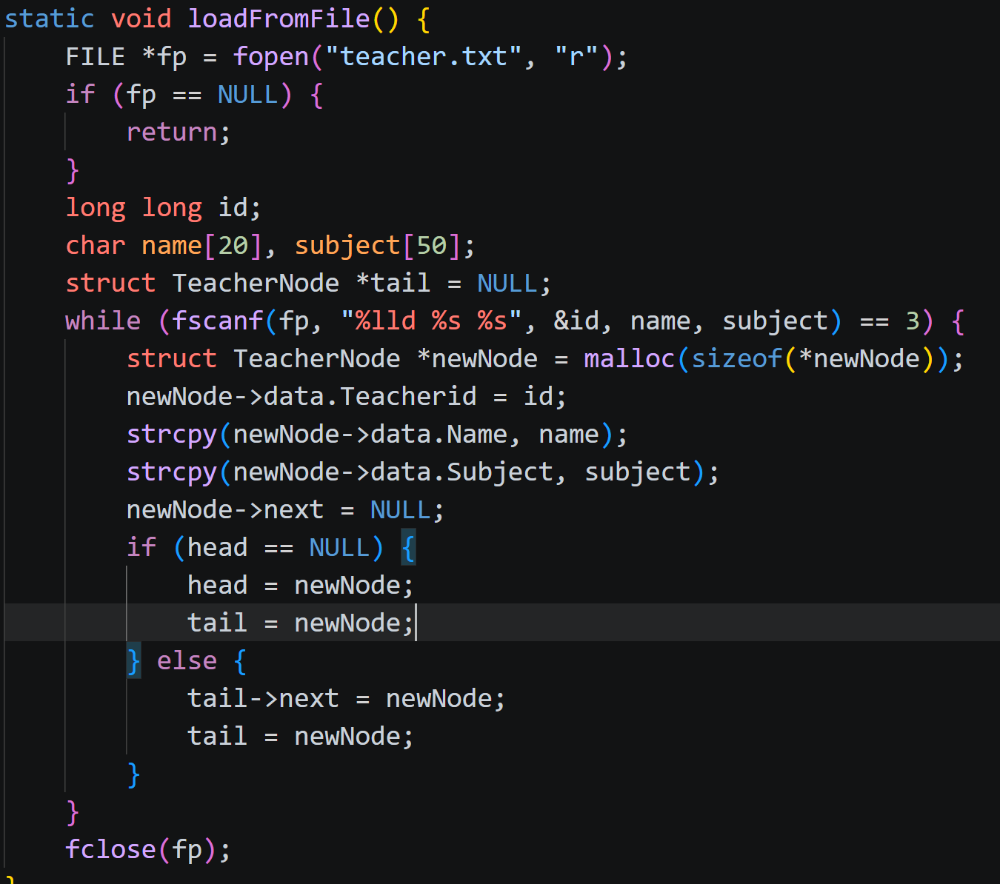 static void loadFromFile() {
    FILE *fp = fopen("teacher.txt", "r");
    if (fp == NULL) {
        return;
    }
    long long id;
    char name[20], subject[50];
    struct TeacherNode *tail = NULL;
    while (fscanf(fp, "%lld %s %s", &id, name, subject) == 3) {
        struct TeacherNode *newNode = malloc(sizeof(*newNode));
        newNode->data.Teacherid = id;
        strcpy(newNode->data.Name, name);
        strcpy(newNode->data.Subject, subject);
        newNode->next = NULL;
        if (head == NULL) {
            head = newNode;
            tail = newNode;
        } else {
            tail->next = newNode;
            tail = newNode;
        }
    }
    fclose(fp);
}